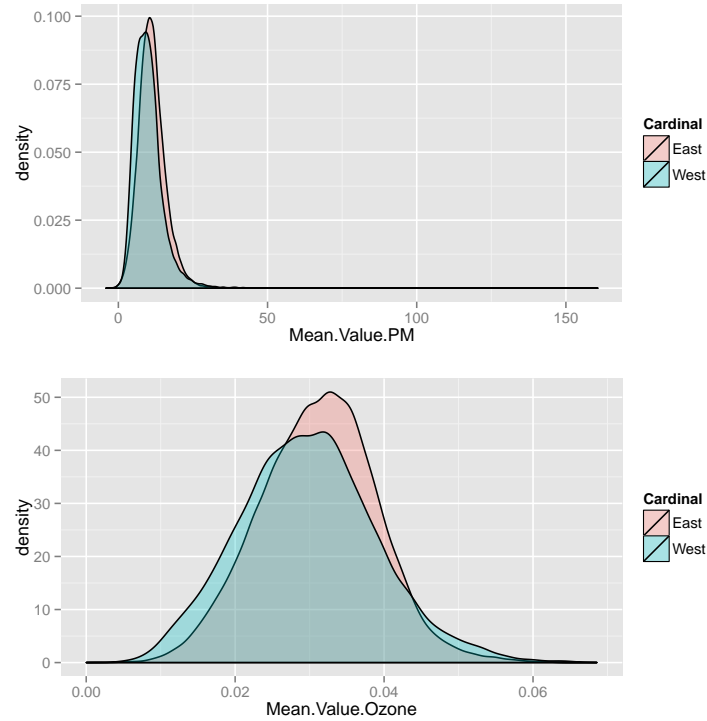 0.100
0.075
0.050
0.025
0.000
density
0 50 100 150
Mean.Value.PM
Cardinal
East
West
50
40
30
20
10
0
density
0.00 0.02 0.04 0.06
Mean.Value.Ozone
Cardinal
East
West